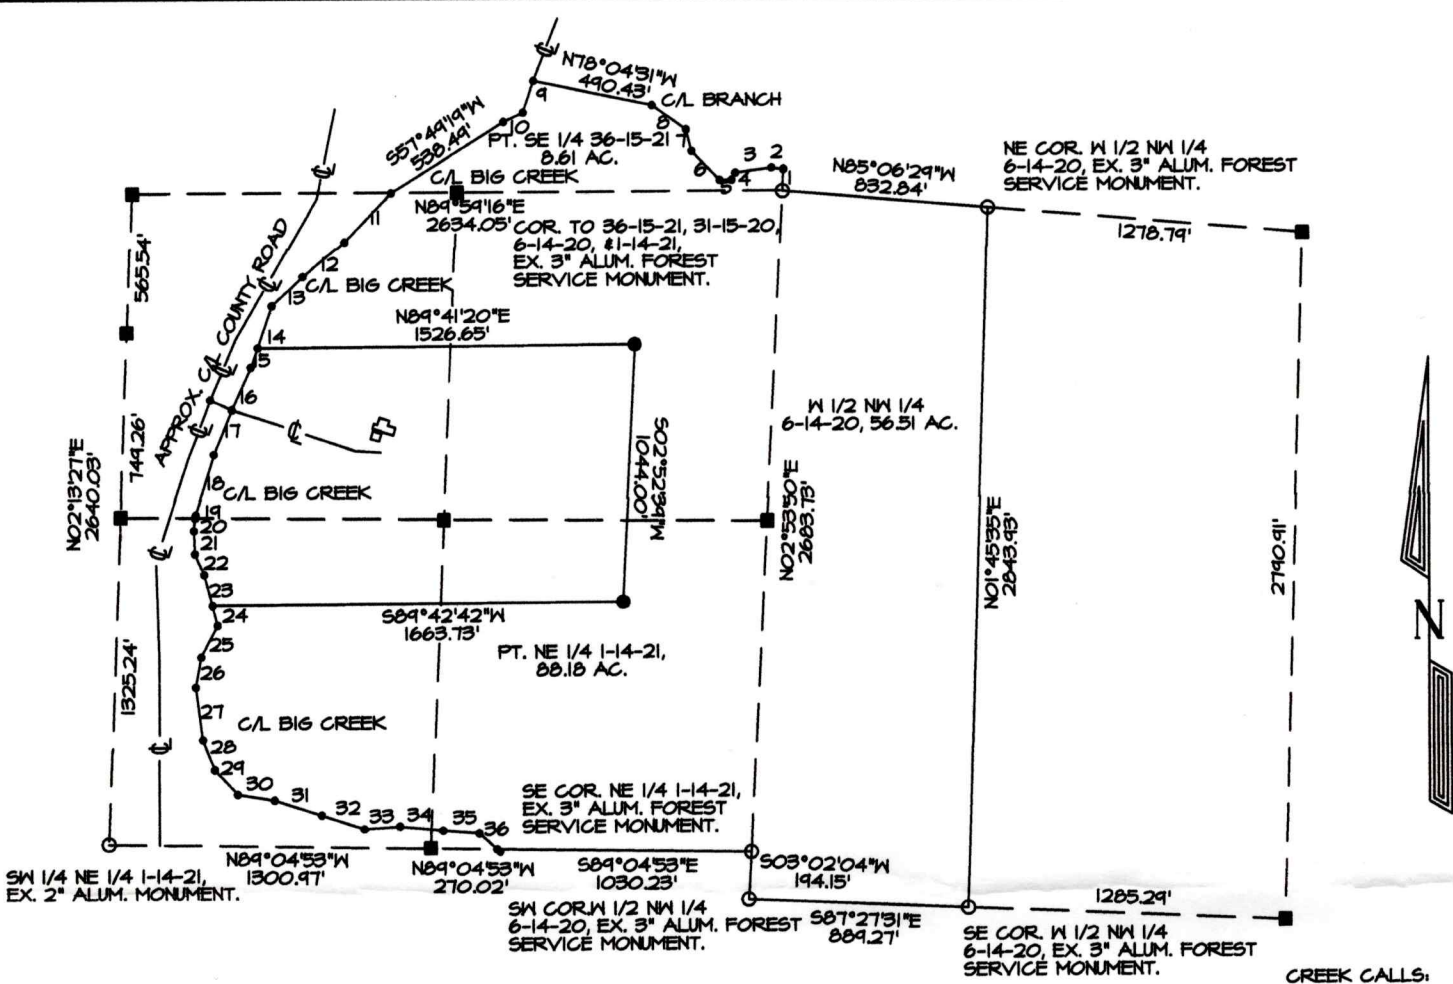 N78°04'31"W
490.43'
9
C/L BRANCH
8
S57°49'19"W
538.49'
10
PT. SE 1/4 36-15-21
8.61 AC.
7
6
5
4
3
2
1
C/L BIG CREEK
N85°06'29"W
832.84'
NE COR. W 1/2 NW 1/4
6-14-20, EX. 3" ALUM. FOREST
SERVICE MONUMENT.
1278.79'
N89°59'16"E
2634.05'
COR. TO 36-15-21, 31-15-20,
6-14-20, &1-14-21,
EX. 3" ALUM. FOREST
SERVICE MONUMENT.
565.54'
11
12
C/L BIG CREEK
13
APPROX. C/L COUNTY ROAD
14
N89°41'20"E
1526.65'
15
16
17
749.26'
W 1/2 NW 1/4
6-14-20, 56.51 AC.
S02°52'39"W
1044.00'
N02°13'27"E
2640.03'
18
C/L BIG CREEK
19
20
21
22
23
24
N02°53'50"E
2683.73'
N01°45'35"E
2843.93'
2790.91'
N
S89°42'42"W
1663.73'
PT. NE 1/4 1-14-21,
88.18 AC.
1325.24'
25
26
27
C/L BIG CREEK
28
29
30
31
32
33
34
35
36
SE COR. NE 1/4 1-14-21,
EX. 3" ALUM. FOREST
SERVICE MONUMENT.
SW 1/4 NE 1/4 1-14-21,
EX. 2" ALUM. MONUMENT.
N89°04'53"W
1300.97'
N89°04'53"W
270.02'
S89°04'53"E
1030.23'
S03°02'04"W
194.15'
SW COR.W 1/2 NW 1/4
6-14-20, EX. 3" ALUM. FOREST
SERVICE MONUMENT.
S87°27'31"E
889.27'
1285.29'
SE COR. W 1/2 NW 1/4
6-14-20, EX. 3" ALUM. FOREST
SERVICE MONUMENT.
CREEK CALLS: